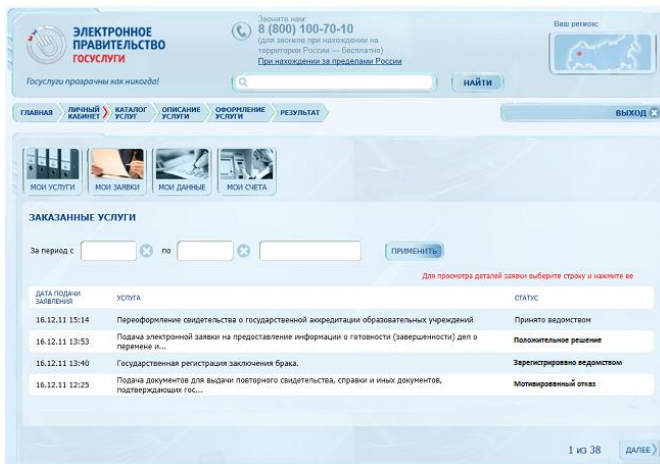 ЭЛЕКТРОННОЕ
ПРАВИТЕЛЬСТВО
ГОСУСЛУГИ
Госуслуги прозрачны как никогда!
Звоните нам:
8 (800) 100-70-10
(для звонков при нахождении на
территории России — бесплатно)
При нахождении за пределами России
Ваш регион:
НАЙТИ
ГЛАВНАЯ
ЛИЧНЫЙ
КАБИНЕТ
КАТАЛОГ
УСЛУГ
ОПИСАНИЕ
УСЛУГИ
ОФОРМЛЕНИЕ
УСЛУГИ
РЕЗУЛЬТАТ
ВЫХОД
МОИ УСЛУГИ
МОИ ЗАЯВКИ
МОИ ДАННЫЕ
МОИ СЧЕТА
ЗАКАЗАННЫЕ УСЛУГИ
За период с
по
ПРИМЕНИТЬ
Для просмотра деталей заявки выберите строку и нажмите ее
ДАТА ПОДАЧИ
ЗАЯВЛЕНИЯ
УСЛУГА
СТАТУС
16.12.11 15:14 Переоформление свидетельства о государственной аккредитации образовательных учреждений Принято ведомством
16.12.11 13:53 Подача электронной заявки на предоставление информации о готовности (завершенности) дел о
перемене и... Положительное решение
16.12.11 13:40 Государственная регистрация заключения брака. Зарегистрировано ведомством
16.12.11 12:25 Подача документов для выдачи повторного свидетельства, справки и иных документов,
подтверждающих гос... Мотивированный отказ
1 из 38
ДАЛЕЕ